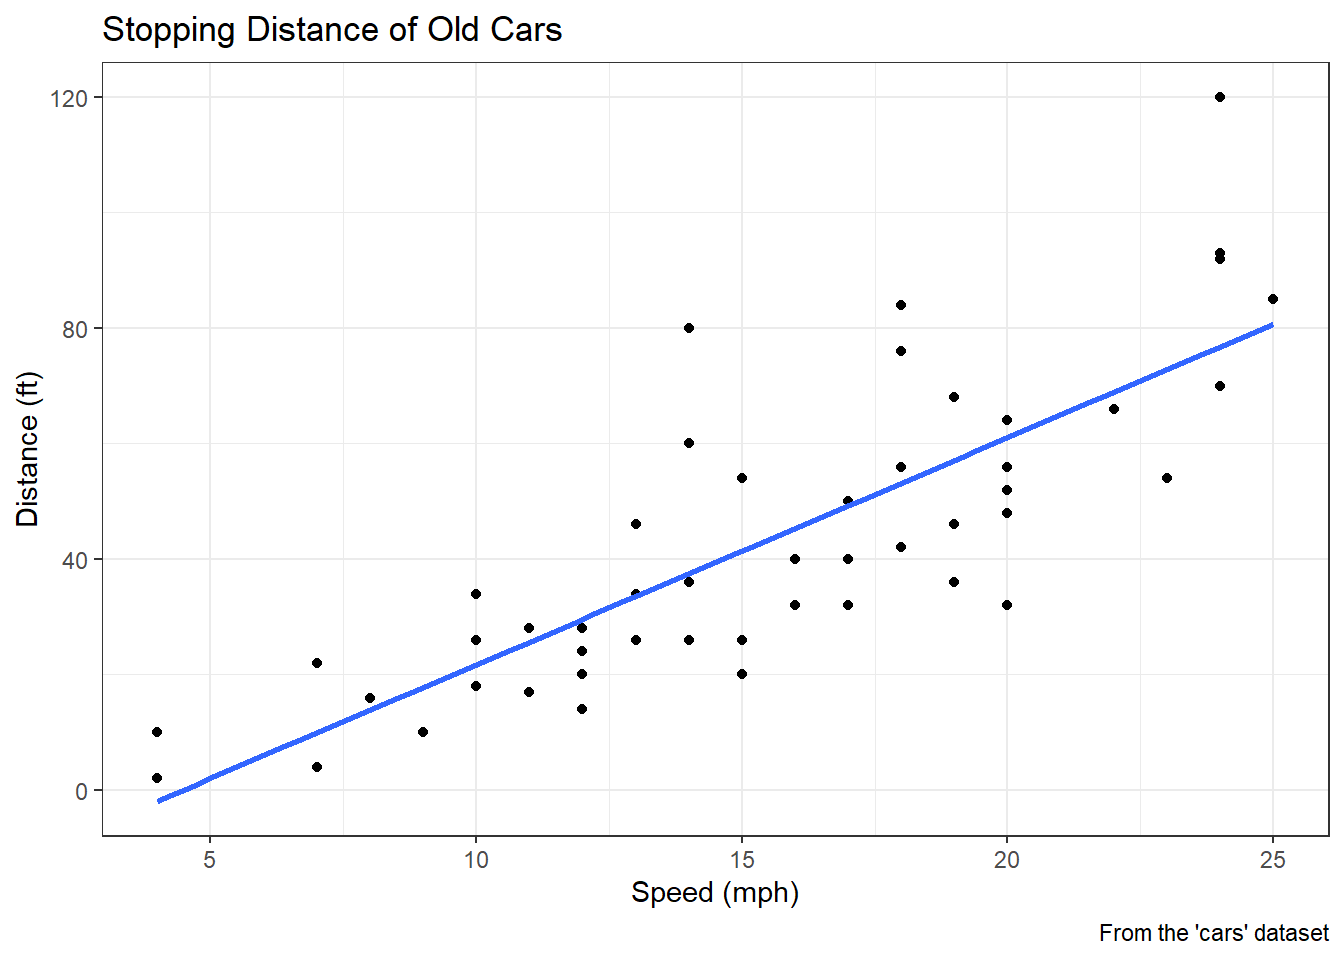 Stopping Distance of Old Cars
120
80
40
0
Distance (ft)
5 10 15 20 25
Speed (mph)
From the 'cars' dataset